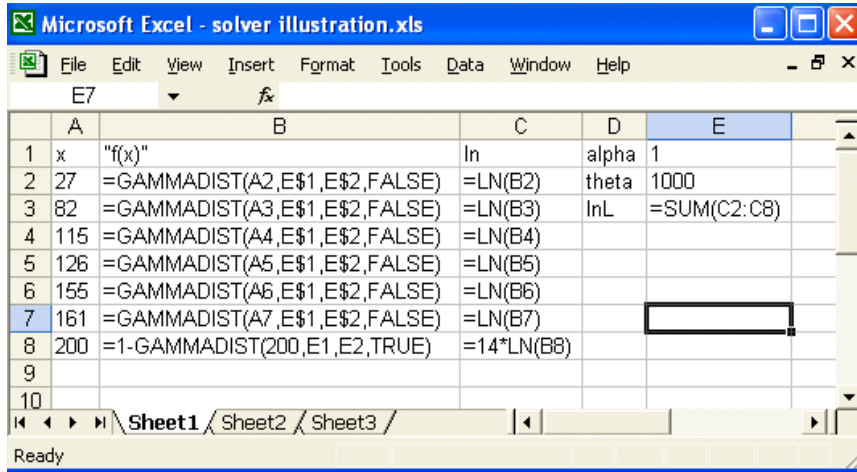 Microsoft Excel - solver illustration.xls
File Edit View Insert Format Tools Data Window Help
E7 fx
A B C D E
1 x "f(x)" ln alpha 1
2 27 =GAMMADIST(A2,E$1,E$2,FALSE) =LN(B2) theta 1000
3 82 =GAMMADIST(A3,E$1,E$2,FALSE) =LN(B3) lnL =SUM(C2:C8)
4 115 =GAMMADIST(A4,E$1,E$2,FALSE) =LN(B4)
5 126 =GAMMADIST(A5,E$1,E$2,FALSE) =LN(B5)
6 155 =GAMMADIST(A6,E$1,E$2,FALSE) =LN(B6)
7 161 =GAMMADIST(A7,E$1,E$2,FALSE) =LN(B7)
8 200 =1-GAMMADIST(200,E1,E2,TRUE) =14*LN(B8)
9
10
Sheet1 / Sheet2 / Sheet3 /
Ready